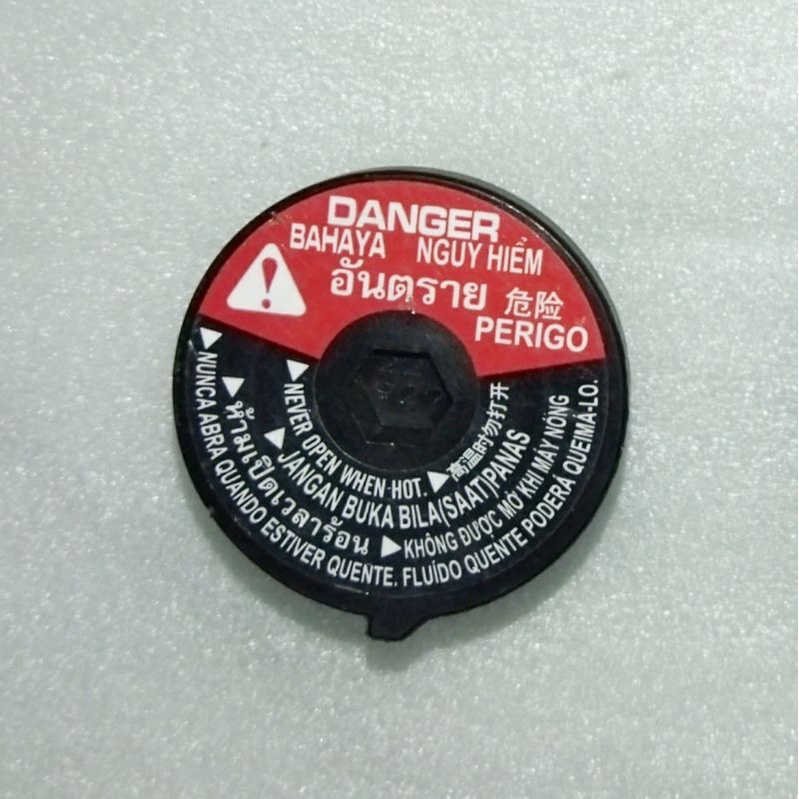 DANGER
BAHAYA NGUY HIỂM
อันตราย 危险
PERIGO
NEVER OPEN WHEN HOT.
高温时勿打开
JANGAN BUKA BILA(SAAT)PANAS
ห้ามเปิดเวลาร้อน
KHÔNG ĐƯỢC MỞ KHI MÁY NÓNG
NUNCA ABRA QUANDO ESTIVER QUENTE. FLUÍDO QUENTE PODERÁ QUEIMÁ-LO.